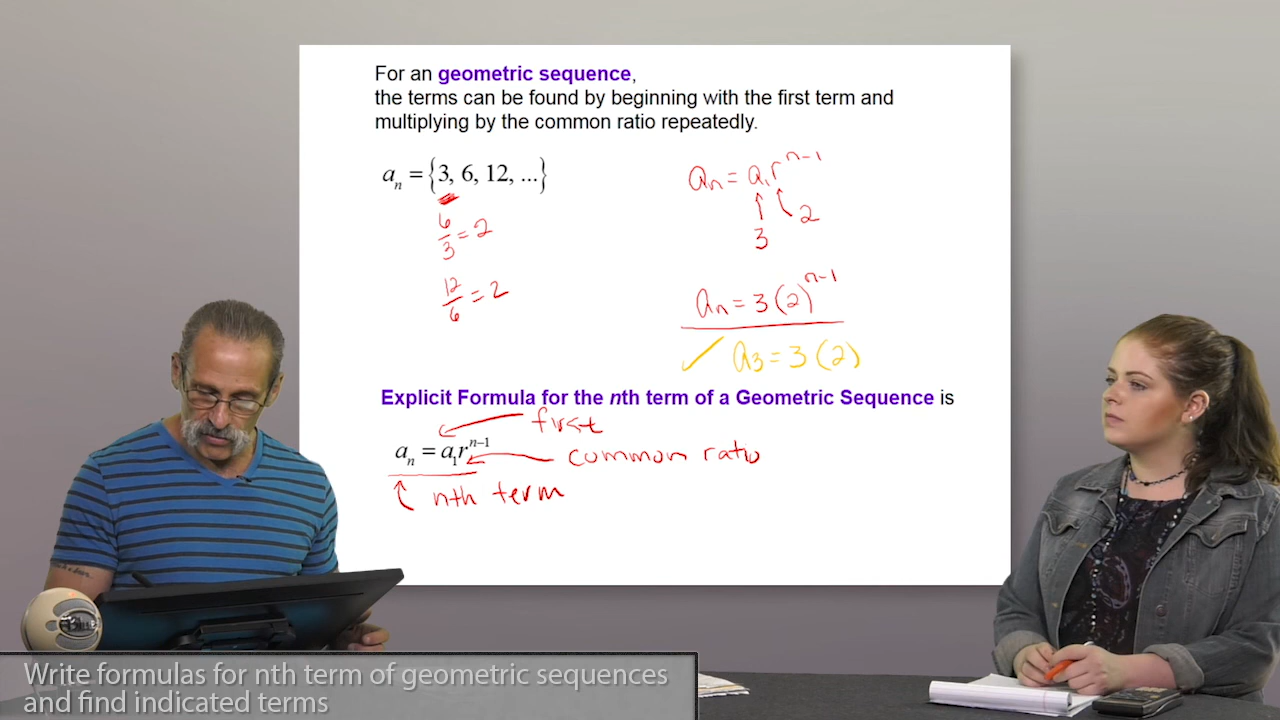 For an geometric sequence,
the terms can be found by beginning with the first term and
multiplying by the common ratio repeatedly.
aₙ = {3, 6, 12, ...}
6/3 = 2
12/6 = 2
aₙ = a₁rⁿ⁻¹
3
2
aₙ = 3(2)ⁿ⁻¹
✓ a₃ = 3(2)
Explicit Formula for the nth term of a Geometric Sequence is
aₙ = a₁rⁿ⁻¹
first
common ratio
nth term
Blue
Write formulas for nth term of geometric sequences
and find indicated terms